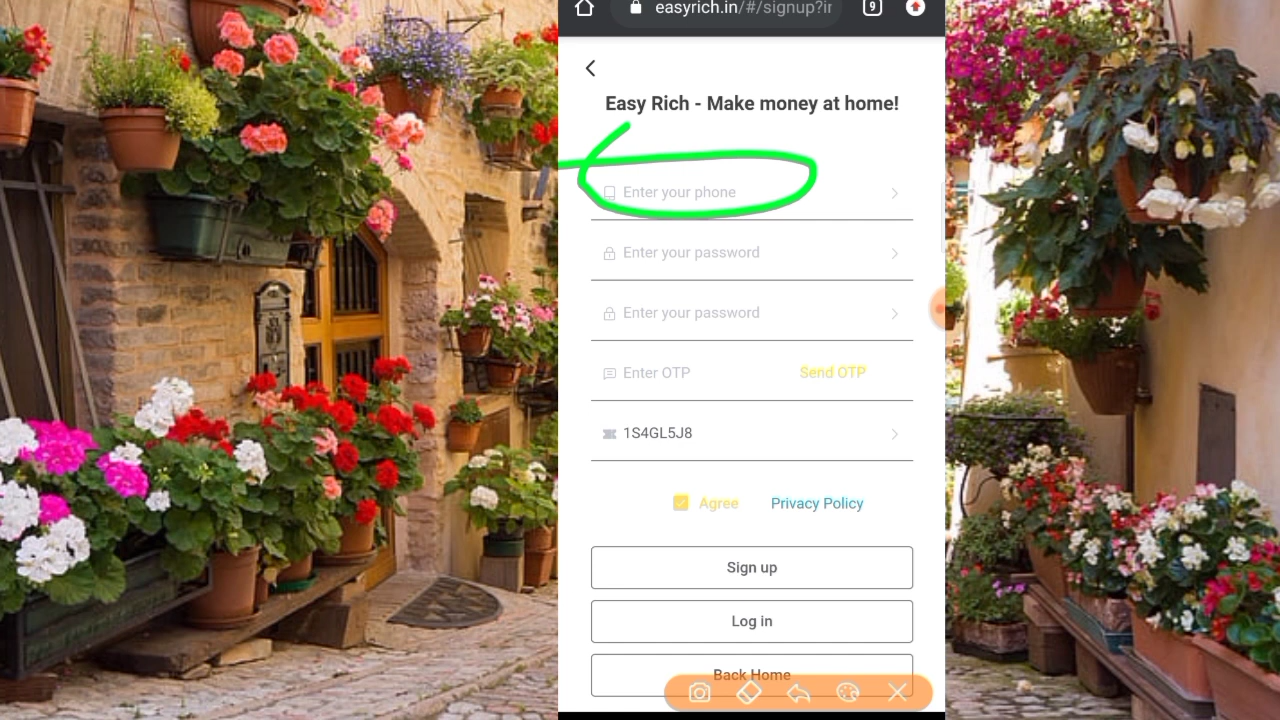 easyrich.in/#/signup?ir
9
Easy Rich - Make money at home!
Enter your phone
Enter your password
Enter your password
Enter OTP Send OTP
1S4GL5J8
Agree Privacy Policy
Sign up
Log in
Back Home